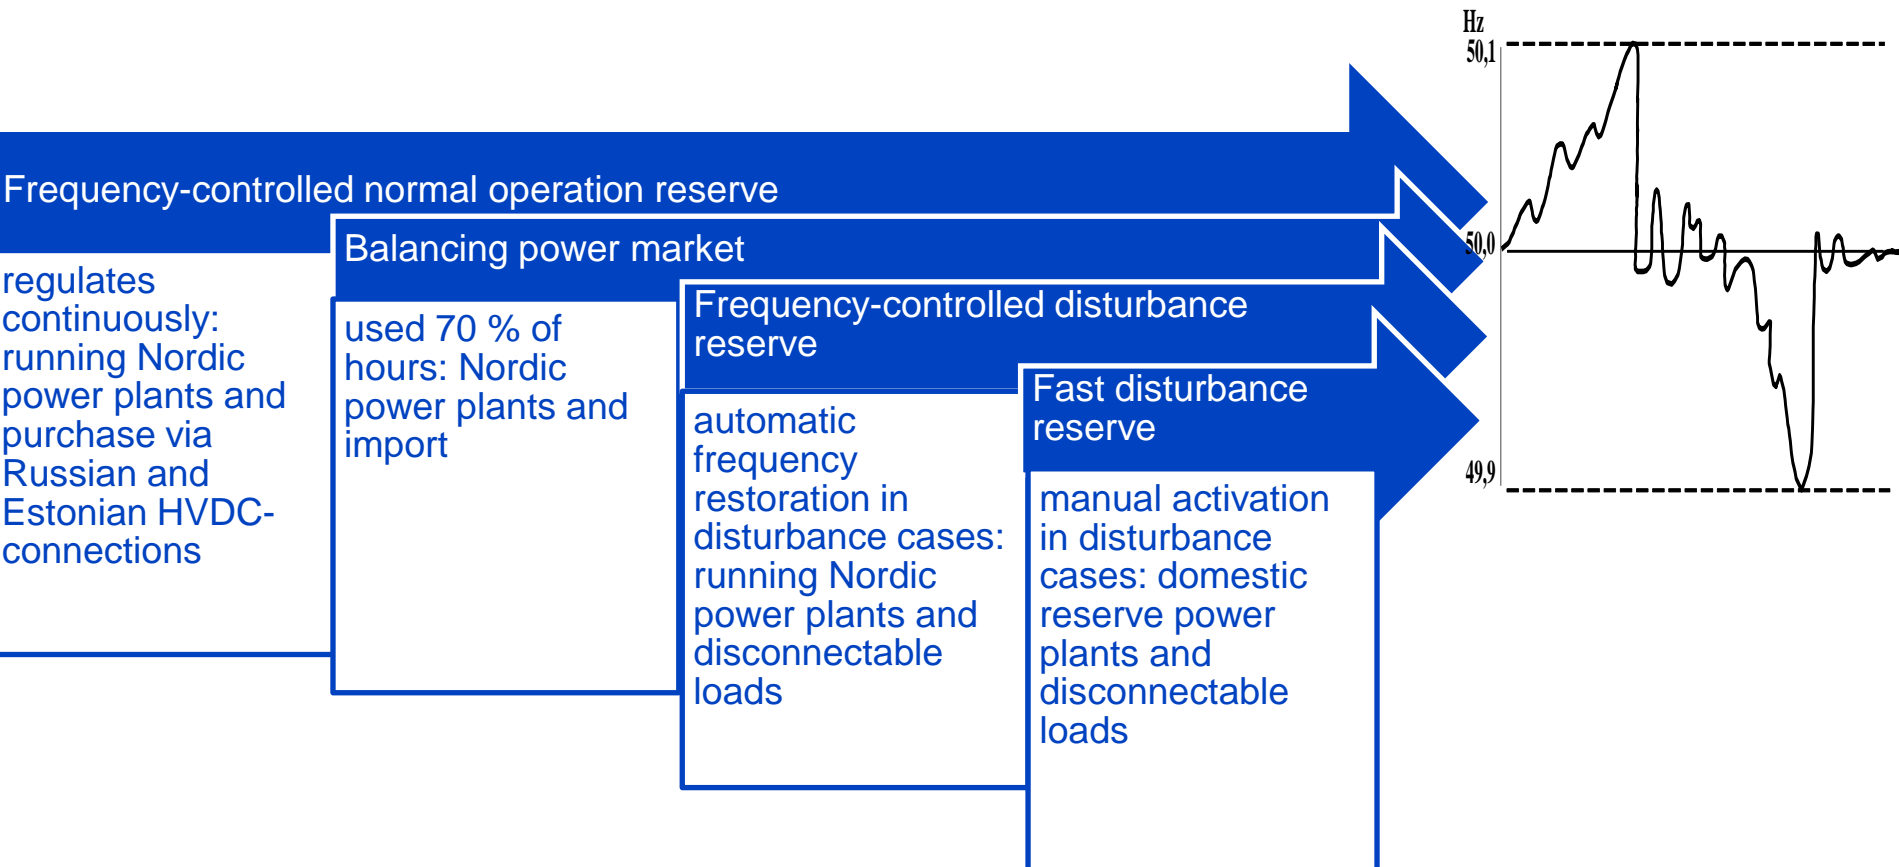 Frequency-controlled normal operation reserve
regulates
continuously:
running Nordic
power plants and
purchase via
Russian and
Estonian HVDC-
connections
Balancing power market
used 70 % of
hours: Nordic
power plants and
import
Frequency-controlled disturbance
reserve
automatic
frequency
restoration in
disturbance cases:
running Nordic
power plants and
disconnectable
loads
Fast disturbance
reserve
manual activation
in disturbance
cases: domestic
reserve power
plants and
disconnectable
loads
Hz
50,1
50,0
49,9